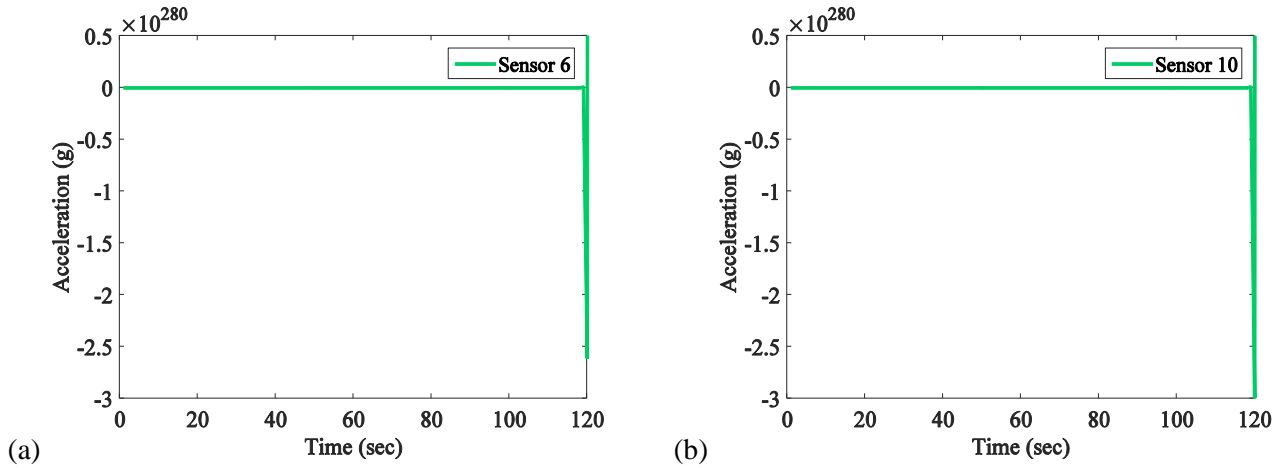 ×10^280
0.5
0
-0.5
-1
-1.5
-2
-2.5
-3
Acceleration (g)
Sensor 6
0 20 40 60 80 100 120
Time (sec)
(a)
×10^280
0.5
0
-0.5
-1
-1.5
-2
-2.5
-3
Acceleration (g)
Sensor 10
0 20 40 60 80 100 120
Time (sec)
(b)